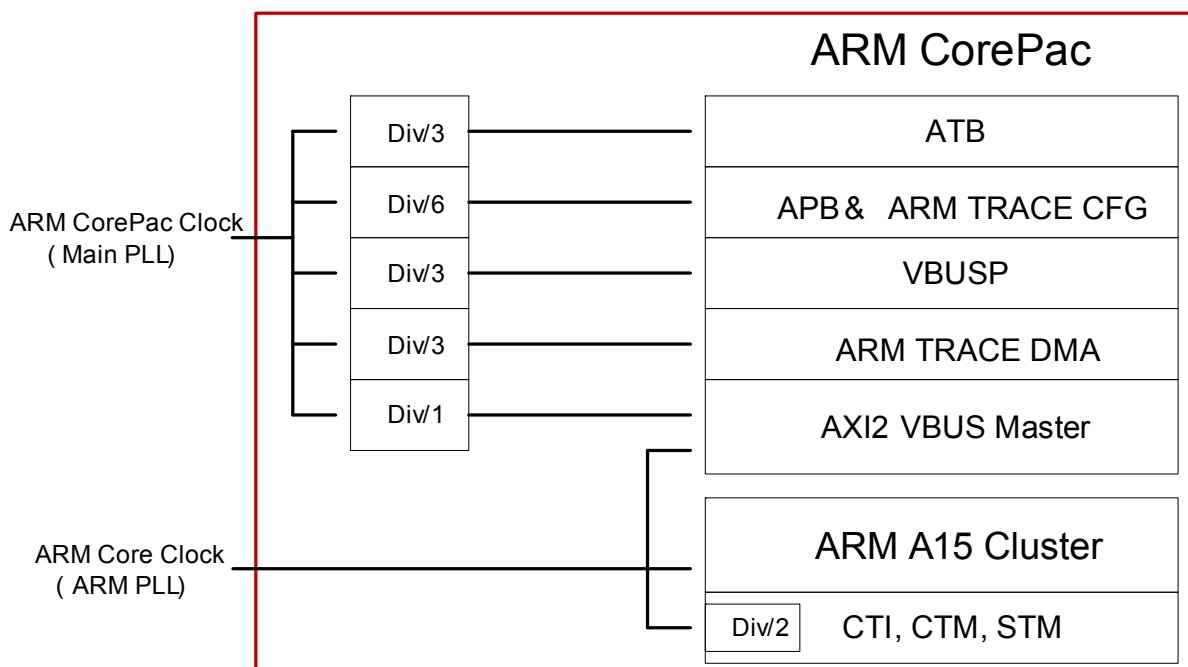 ARM CorePac
Div/3 ATB
Div/6 APB & ARM TRACE CFG
ARM CorePac Clock
( Main PLL)
Div/3 VBUSP
Div/3 ARM TRACE DMA
Div/1 AXI2 VBUS Master
ARM Core Clock
( ARM PLL)
ARM A15 Cluster
Div/2 CTI, CTM, STM